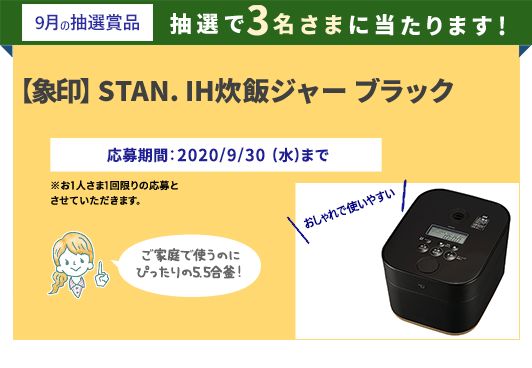 9月の抽選賞品
抽選で3名さまに当たります!
【象印】 STAN. IH炊飯ジャー ブラック
応募期間:2020/9/30 (水)まで
※お1人さま1回限りの応募と
させていただきます。
おしゃれで使いやすい
ご家庭で使うのに
ぴったりの5.5合釜!